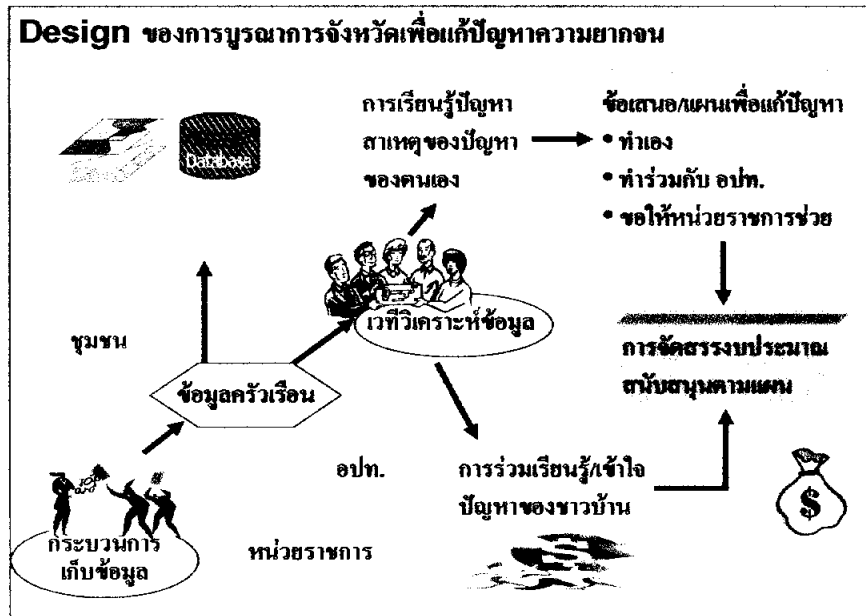 Design ของการบูรณาการจังหวัดเพื่อแก้ปัญหาความยากจน
การเรียนรู้ปัญหา
สาเหตุของปัญหา
ของตนเอง
ข้อเสนอ/แผนเพื่อแก้ปัญหา
• ทำเอง
• ทำร่วมกับ อปท.
• ขอให้หน่วยราชการช่วย
Database
เวทีวิเคราะห์ข้อมูล
ชุมชน
การจัดสรรงบประมาณ
สนับสนุนตามแผน
ข้อมูลครัวเรือน
อปท.
การร่วมเรียนรู้/เข้าใจ
ปัญหาของชาวบ้าน
$
กระบวนการ
เก็บข้อมูล
หน่วยราชการ